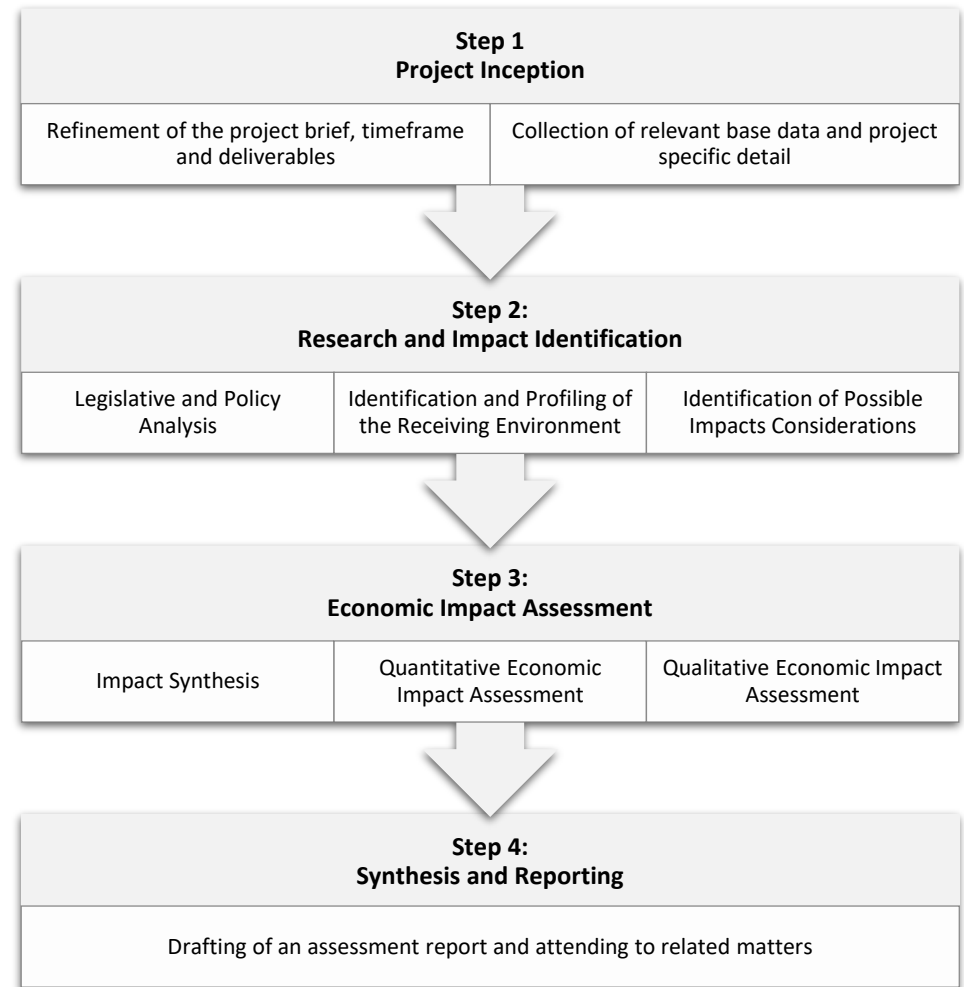 Step 1
Project Inception
Refinement of the project brief, timeframe
and deliverables
Collection of relevant base data and project
specific detail
Step 2:
Research and Impact Identification
Legislative and Policy
Analysis
Identification and Profiling of
the Receiving Environment
Identification of Possible
Impacts Considerations
Step 3:
Economic Impact Assessment
Impact Synthesis
Quantitative Economic
Impact Assessment
Qualitative Economic Impact
Assessment
Step 4:
Synthesis and Reporting
Drafting of an assessment report and attending to related matters